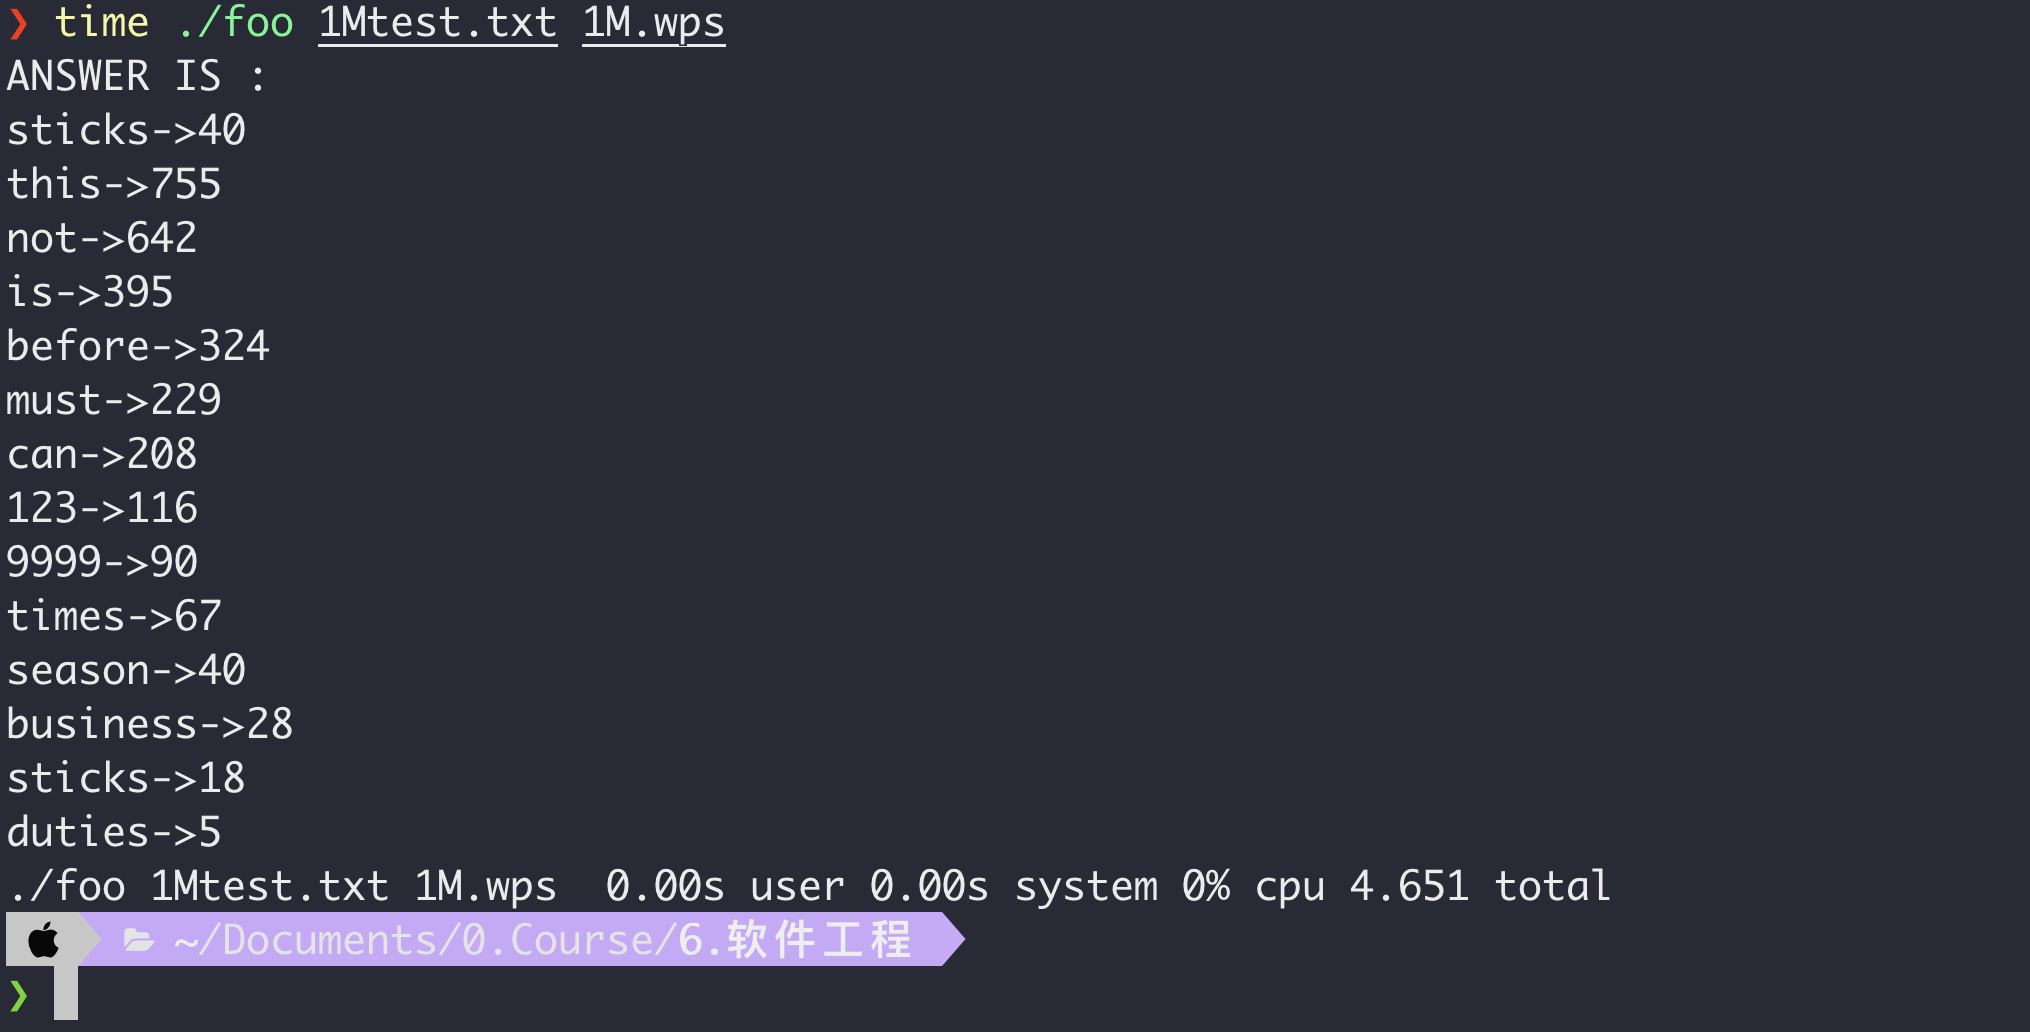 ❯ time ./foo 1Mtest.txt 1M.wps
ANSWER IS :
sticks->40
this->755
not->642
is->395
before->324
must->229
can->208
123->116
9999->90
times->67
season->40
business->28
sticks->18
duties->5
./foo 1Mtest.txt 1M.wps  0.00s user 0.00s system 0% cpu 4.651 total
~/Documents/0.Course/6.软件工程
❯